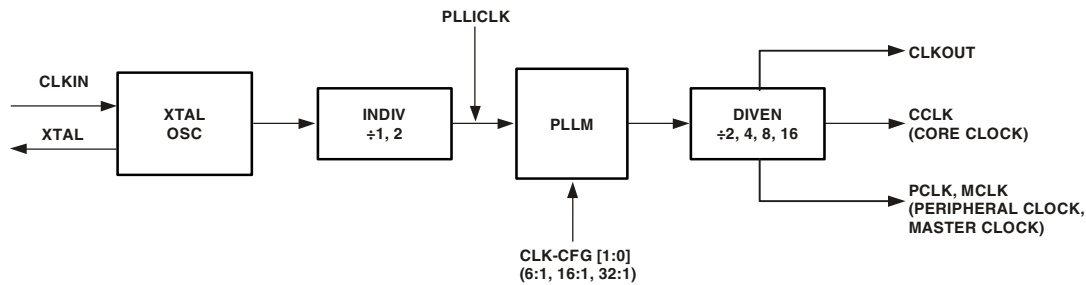 PLLICLK
CLKOUT
CLKIN
XTAL
XTAL
OSC
INDIV
÷1, 2
PLLM
DIVEN
÷2, 4, 8, 16
CCLK
(CORE CLOCK)
PCLK, MCLK
(PERIPHERAL CLOCK,
MASTER CLOCK)
CLK-CFG [1:0]
(6:1, 16:1, 32:1)